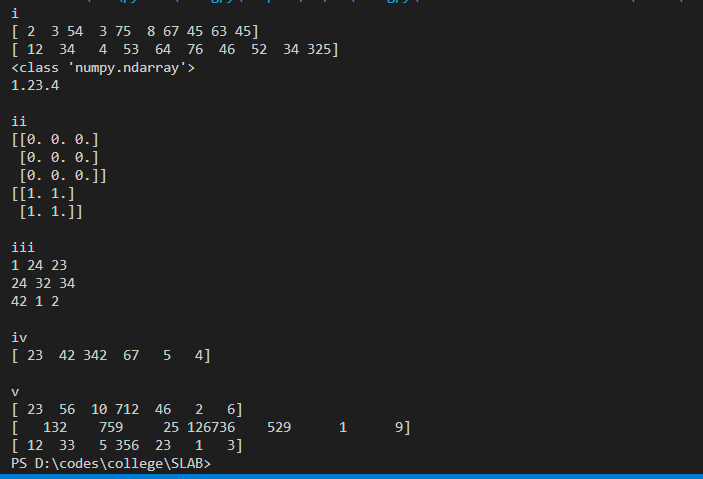 i
[ 2  3 54  3 75  8 67 45 63 45]
[ 12  34   4  53  64  76  46  52  34 325]
<class 'numpy.ndarray'>
1.23.4
ii
[[0. 0. 0.]
 [0. 0. 0.]
 [0. 0. 0.]]
[[1. 1.]
 [1. 1.]]
iii
1 24 23
24 32 34
42 1 2
iv
[ 23  42 342  67   5   4]
v
[ 23  56  10 712  46   2   6]
[   132    759     25 126736    529      1      9]
[ 12  33   5 356  23   1   3]
PS D:\codes\college\SLAB>